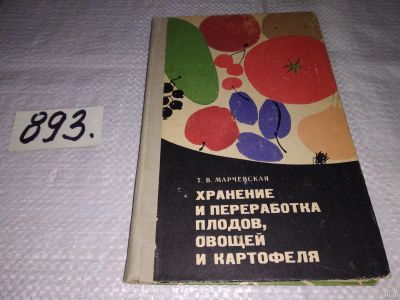 893.
Т. В. МАРЧЕВСКАЯ
ХРАНЕНИЕ
И ПЕРЕРАБОТКА
ПЛОДОВ,
ОВОЩЕЙ
И КАРТОФЕЛЯ